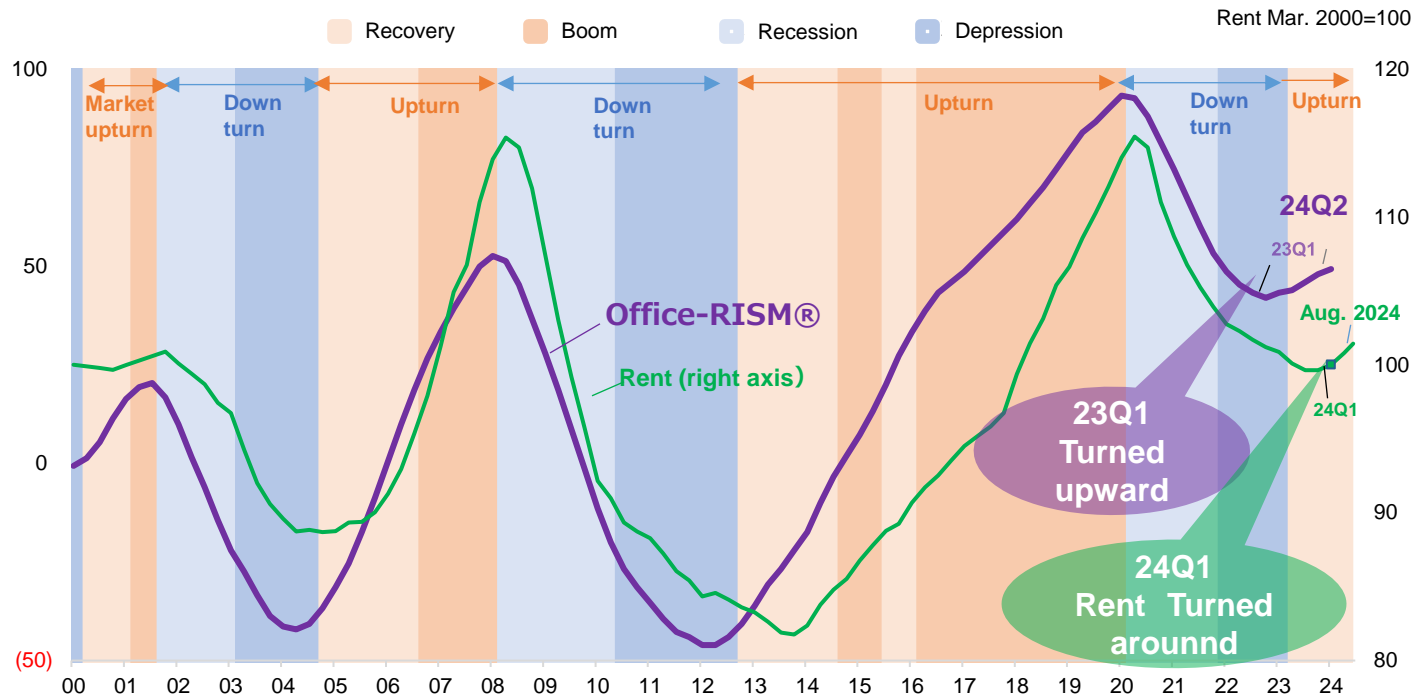 Rent Mar. 2000=100
Recovery Boom Recession Depression
100
50
0
(50)
120
110
100
90
80
Market
upturn
Down
turn
Upturn
Down
turn
Upturn
Down
turn
Upturn
24Q2
23Q1
Aug. 2024
24Q1
Office-RISM®
Rent (right axis）
23Q1
Turned
upward
24Q1
Rent Turned
arounnd
00 01 02 03 04 05 06 07 08 09 10 11 12 13 14 15 16 17 18 19 20 21 22 23 24